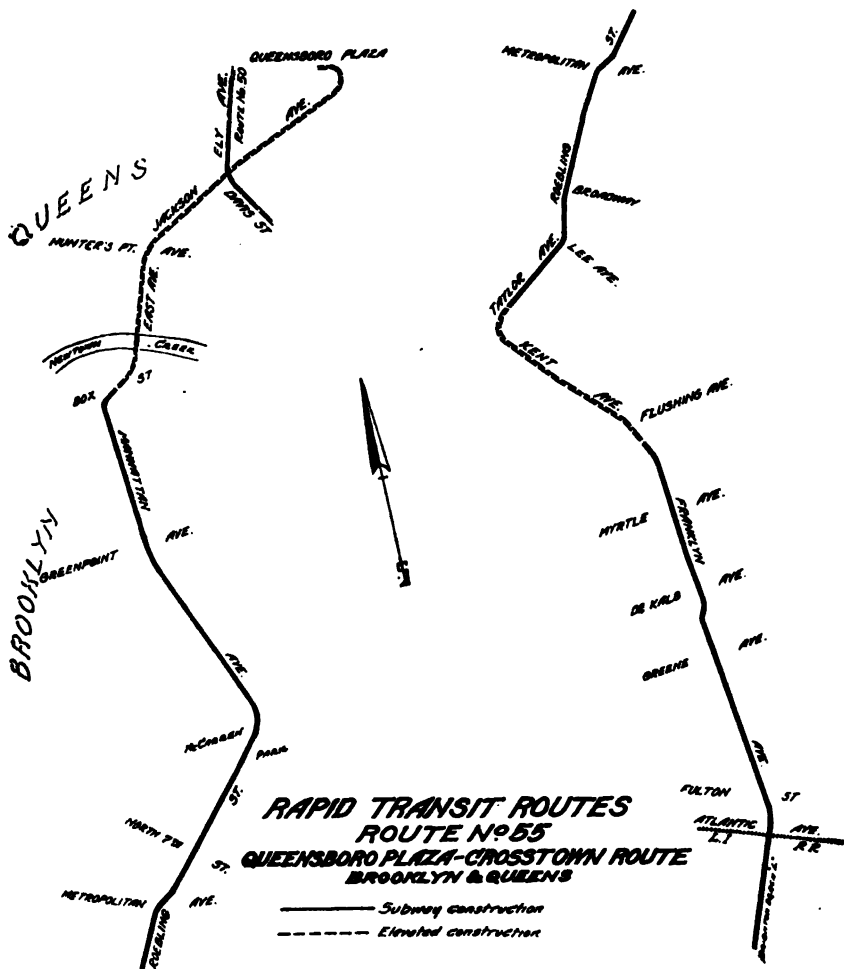 QUEENSBORO PLAZA
ELY AVE.
ROUTE No. 50
AVE.
JACKSON
DAVIS ST
QUEENS
HUNTER'S PT. AVE.
EAST AVE.
NEWTOWN CREEK
BOX ST
MANHATTAN
BROOKLYN
GREENPOINT AVE.
AVE.
McCARREN PARK
ST.
NORTH 7TH ST.
METROPOLITAN AVE.
ROEBLING
ST.
METROPOLITAN AVE.
ROEBLING
BROADWAY
TAYLOR AVE.
LEE AVE.
KENT AVE.
FLUSHING AVE.
FRANKLYN
MYRTLE AVE.
DE KALB AVE.
GREENE AVE.
AVE.
FULTON ST
ATLANTIC AVE.
L.I. R R
RAPID TRANSIT ROUTES
ROUTE No 55
QUEENSBORO PLAZA-CROSSTOWN ROUTE
BROOKLYN & QUEENS
Subway construction
Elevated construction